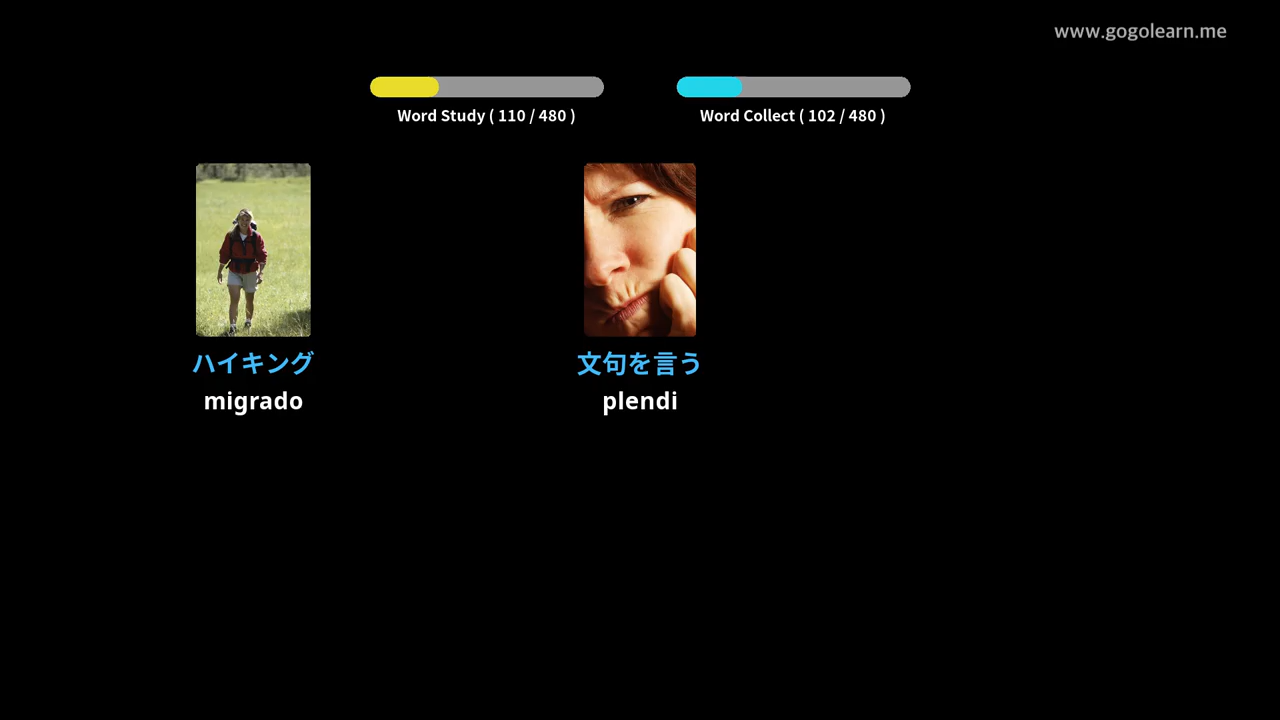 www.gogolearn.me
Word Study ( 110 / 480 )
Word Collect ( 102 / 480 )
ハイキング
migrado
文句を言う
plendi